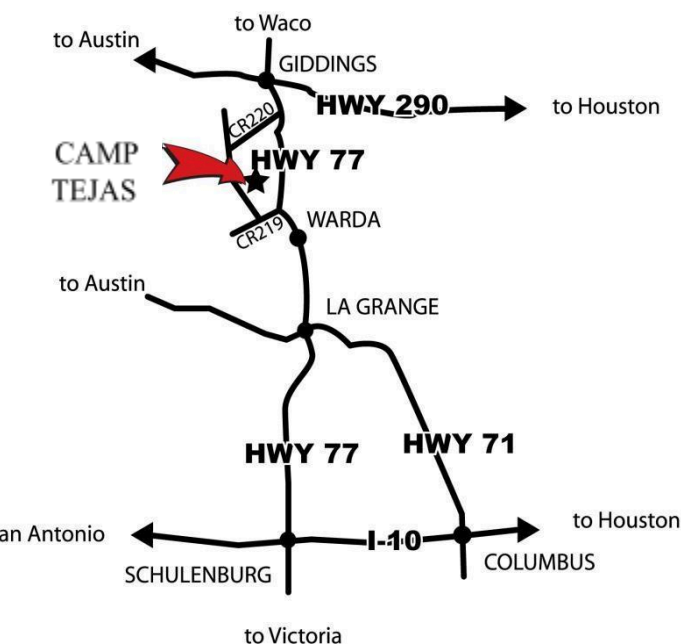 to Waco
to Austin
GIDDINGS
HWY 290
to Houston
CR220
CAMP
TEJAS
HWY 77
WARDA
CR219
to Austin
LA GRANGE
HWY 77
HWY 71
an Antonio
I-10
to Houston
SCHULENBURG
COLUMBUS
to Victoria